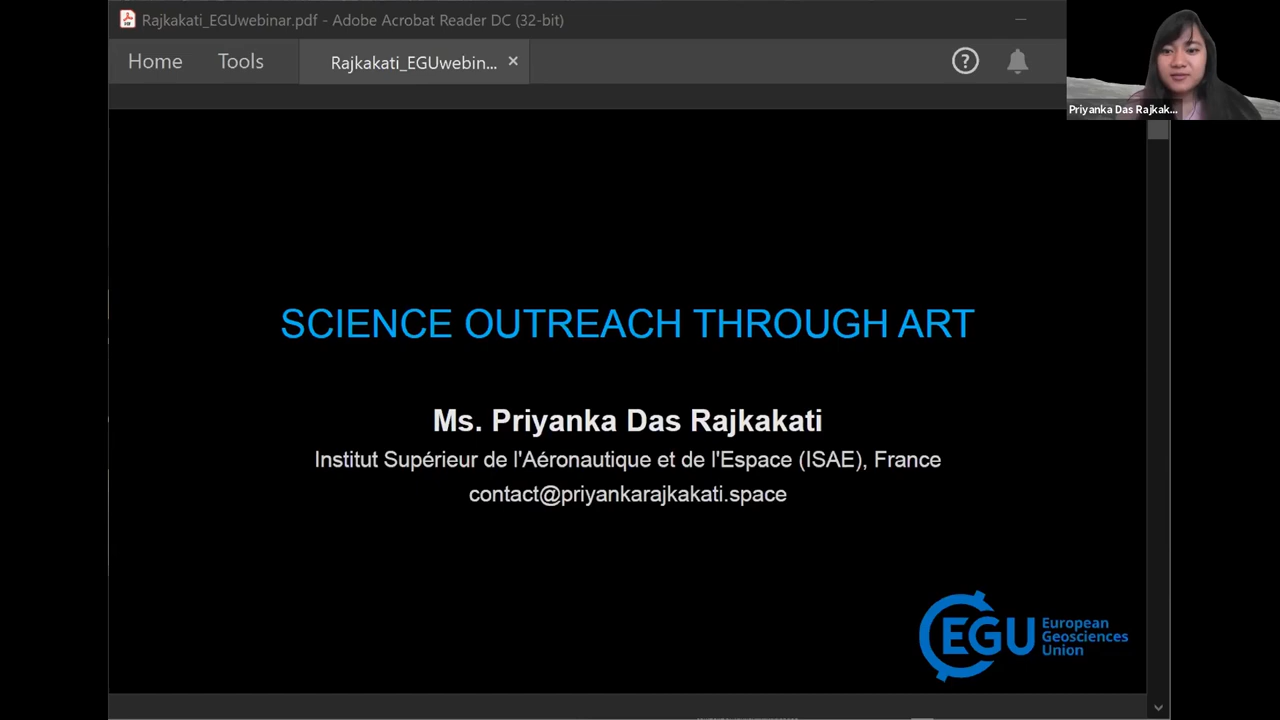 Rajkakati_EGUwebinar.pdf - Adobe Acrobat Reader DC (32-bit)
Home
Tools
Rajkakati_EGUwebin...
Priyanka Das Rajkak...
SCIENCE OUTREACH THROUGH ART
Ms. Priyanka Das Rajkakati
Institut Supérieur de l'Aéronautique et de l'Espace (ISAE), France
contact@priyankarajkakati.space
EGU
European
Geosciences
Union